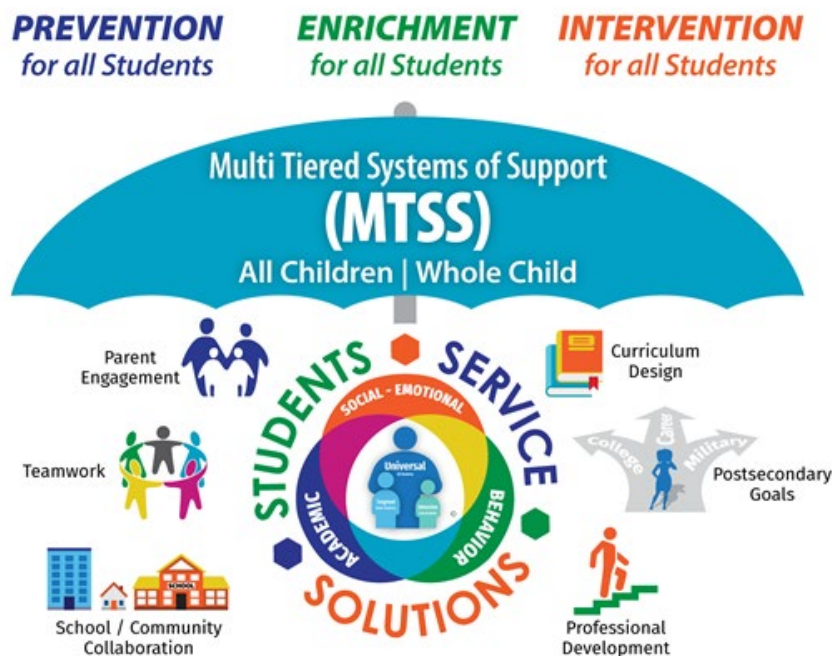 PREVENTION
for all Students
ENRICHMENT
for all Students
INTERVENTION
for all Students
Multi Tiered Systems of Support
(MTSS)
All Children | Whole Child
Parent
Engagement
Teamwork
School / Community
Collaboration
SCHOOL
STUDENTS
SERVICE
SOLUTIONS
SOCIAL - EMOTIONAL
ACADEMIC
BEHAVIOR
Universal
©
Curriculum
Design
College
Career
Military
Postsecondary
Goals
Professional
Development